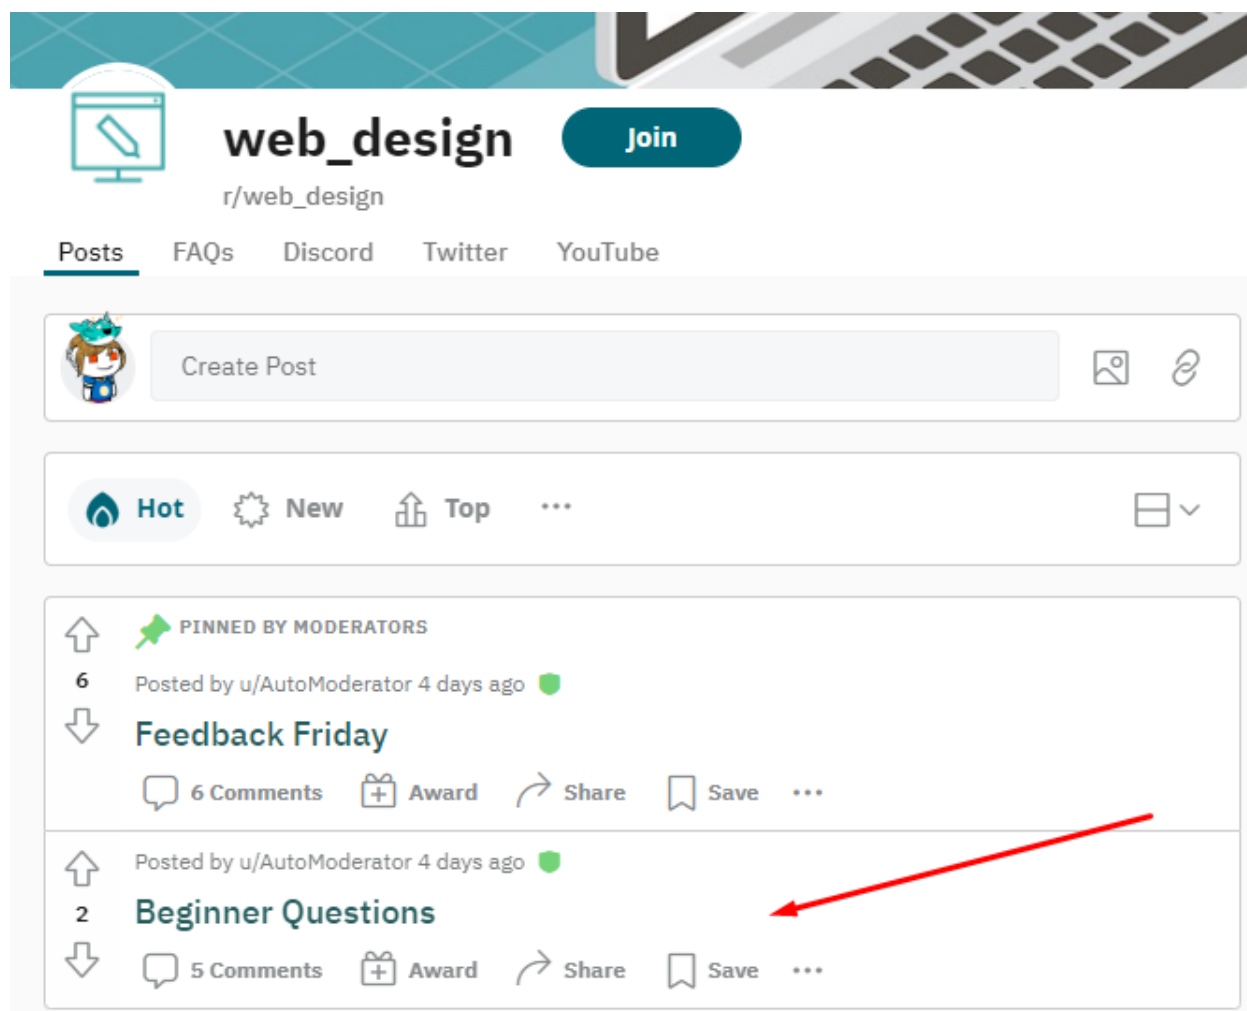 web_design
Join
r/web_design
Posts FAQs Discord Twitter YouTube
Create Post
Hot New Top
PINNED BY MODERATORS
6
Posted by u/AutoModerator 4 days ago
Feedback Friday
6 Comments Award Share Save
Posted by u/AutoModerator 4 days ago
2
Beginner Questions
5 Comments Award Share Save